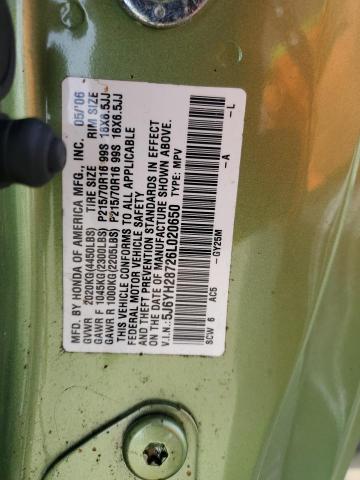 MFD. BY HONDA OF AMERICA MFG., INC. 05/'06
GVWR 2020KG(4450LBS) TIRE SIZE RIM SIZE
GAWR F 1045KG(2300LBS) P215/70R16 99S 16X6.5JJ
GAWR R 1000KG(2205LBS) P215/70R16 99S 16X6.5JJ
THIS VEHICLE CONFORMS TO ALL APPLICABLE
FEDERAL MOTOR VEHICLE SAFETY
AND THEFT PREVENTION STANDARDS IN EFFECT
ON THE DATE OF MANUFACTURE SHOWN ABOVE.
V.I.N.: 5J6YH28726L020650 TYPE: MPV
-GY25M -A -L
SCW 6 AC5